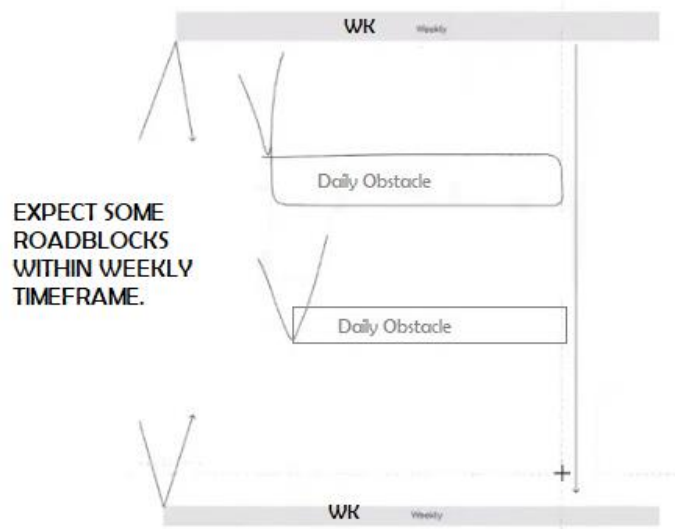 WK Weekly
Daily Obstacle
EXPECT SOME
ROADBLOCKS
WITHIN WEEKLY
TIMEFRAME.
Daily Obstacle
WK Weekly